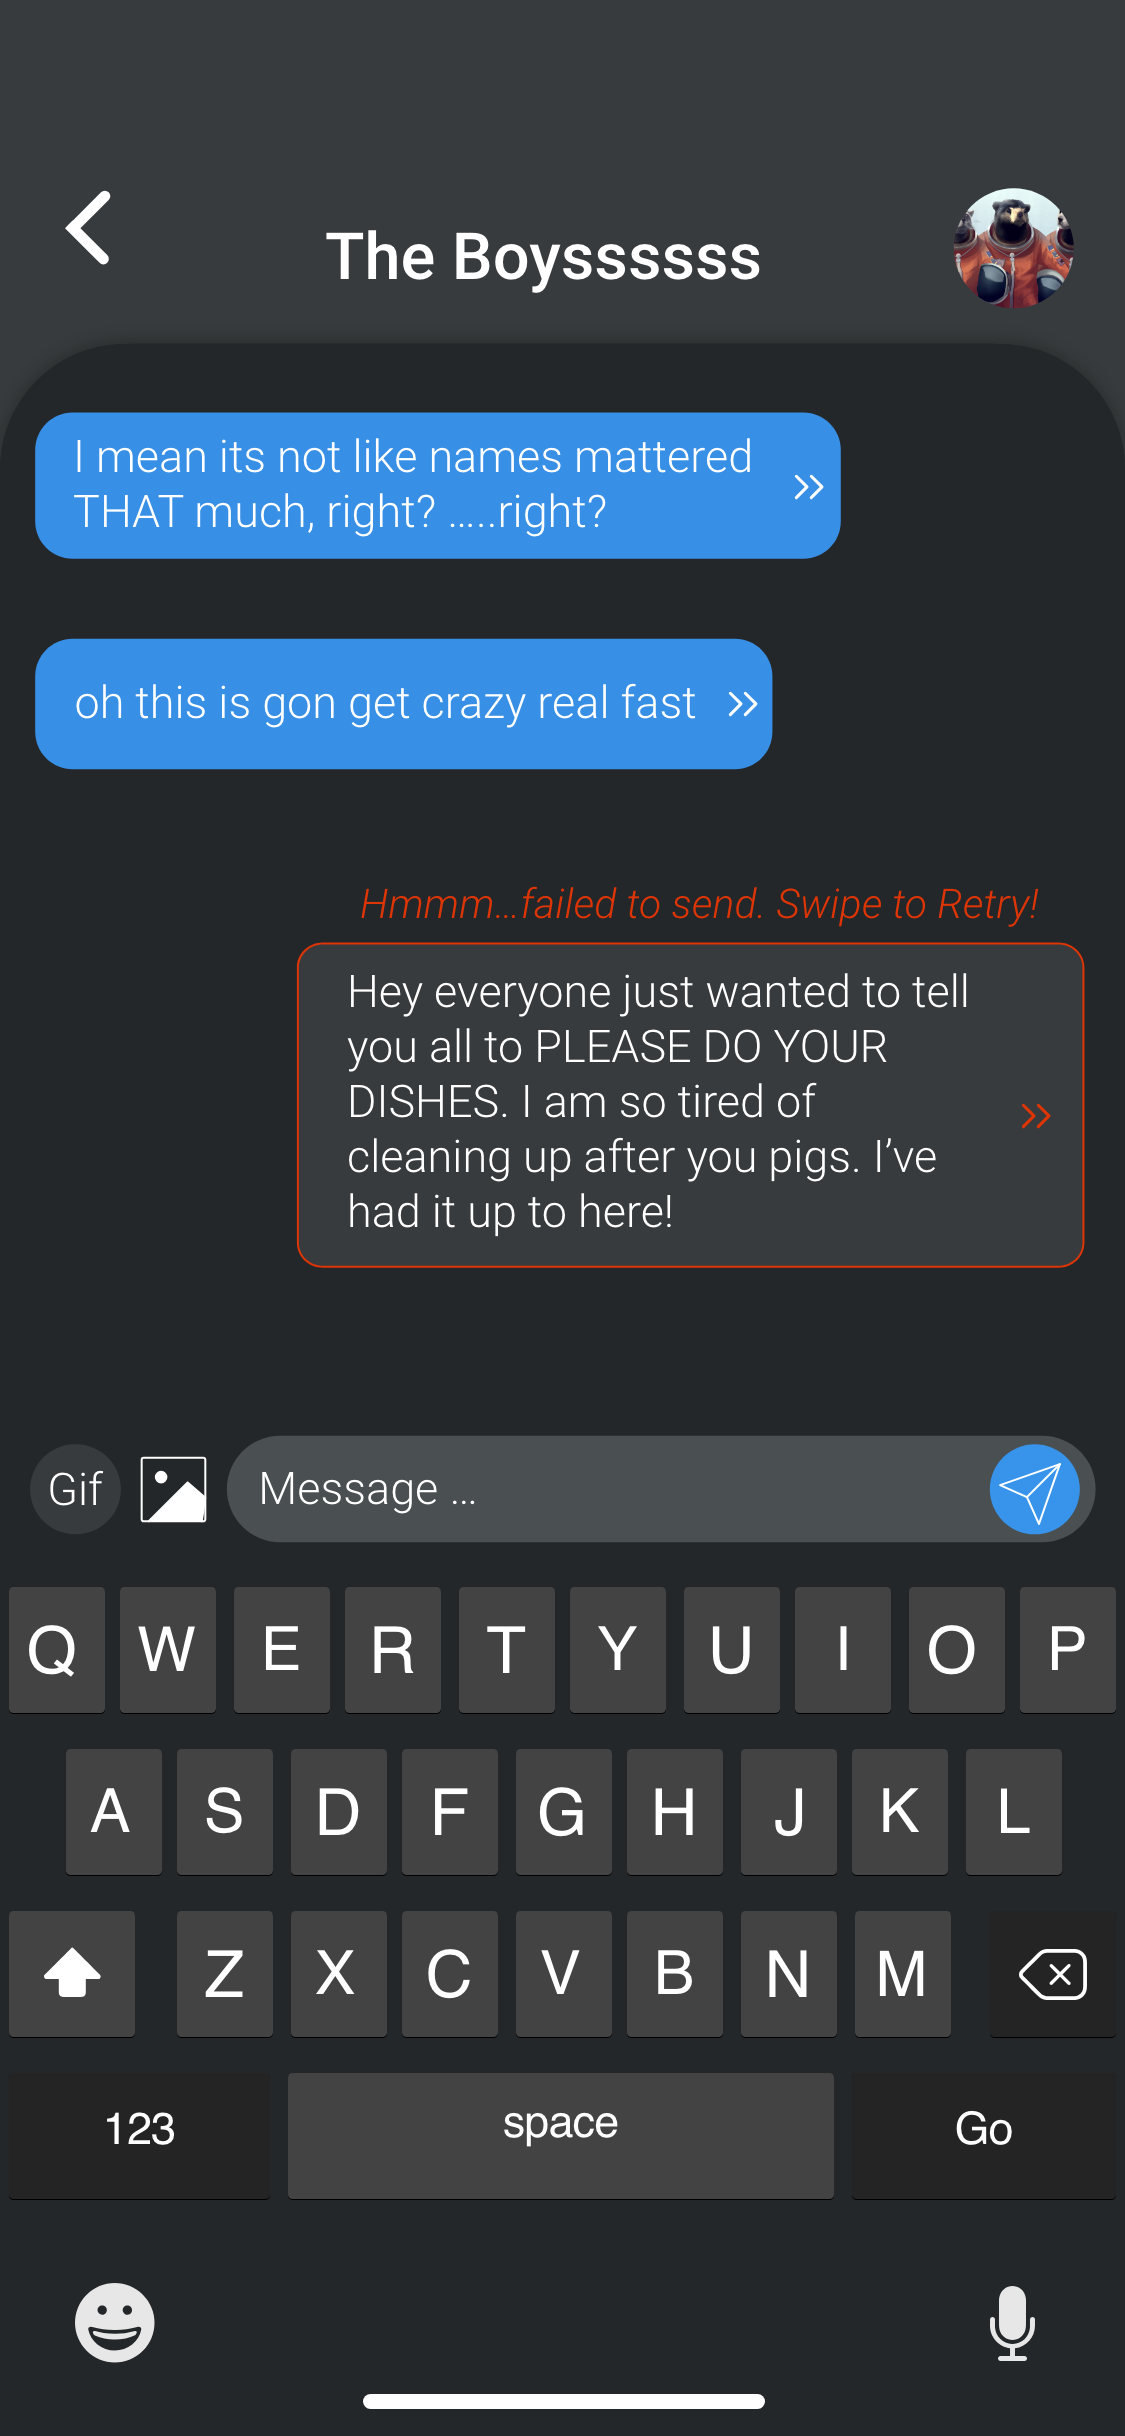 The Boyssssss
I mean its not like names mattered
THAT much, right? .....right?
oh this is gon get crazy real fast
Hmmm...failed to send. Swipe to Retry!
Hey everyone just wanted to tell
you all to PLEASE DO YOUR
DISHES. I am so tired of
cleaning up after you pigs. I’ve
had it up to here!
Gif
Message ...
Q W E R T Y U I O P
A S D F G H J K L
Z X C V B N M
123 space Go